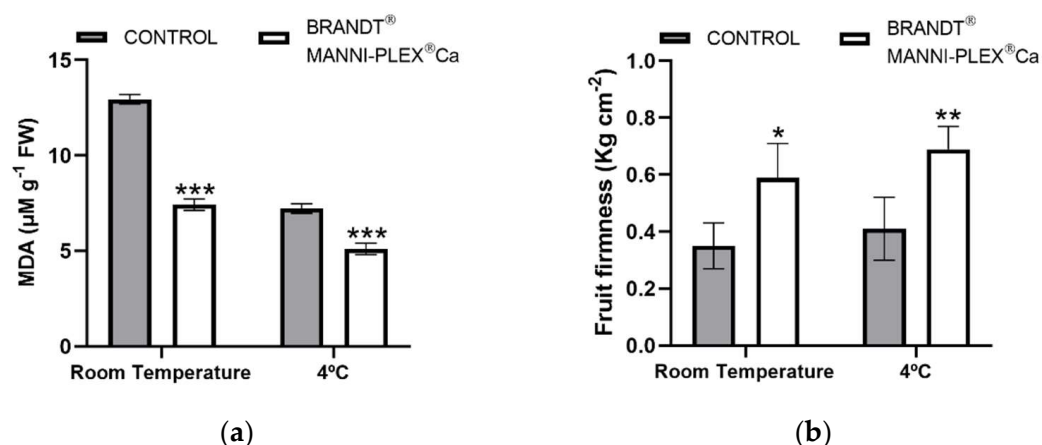 CONTROL
BRANDT®
MANNI-PLEX®Ca
15
10
5
0
MDA (µM g-1 FW)
***
***
Room Temperature
4ºC
(a)
CONTROL
BRANDT®
MANNI-PLEX®Ca
1.0
0.8
0.6
0.4
0.2
0.0
Fruit firmness (Kg cm-2)
*
**
Room Temperature
4ºC
(b)